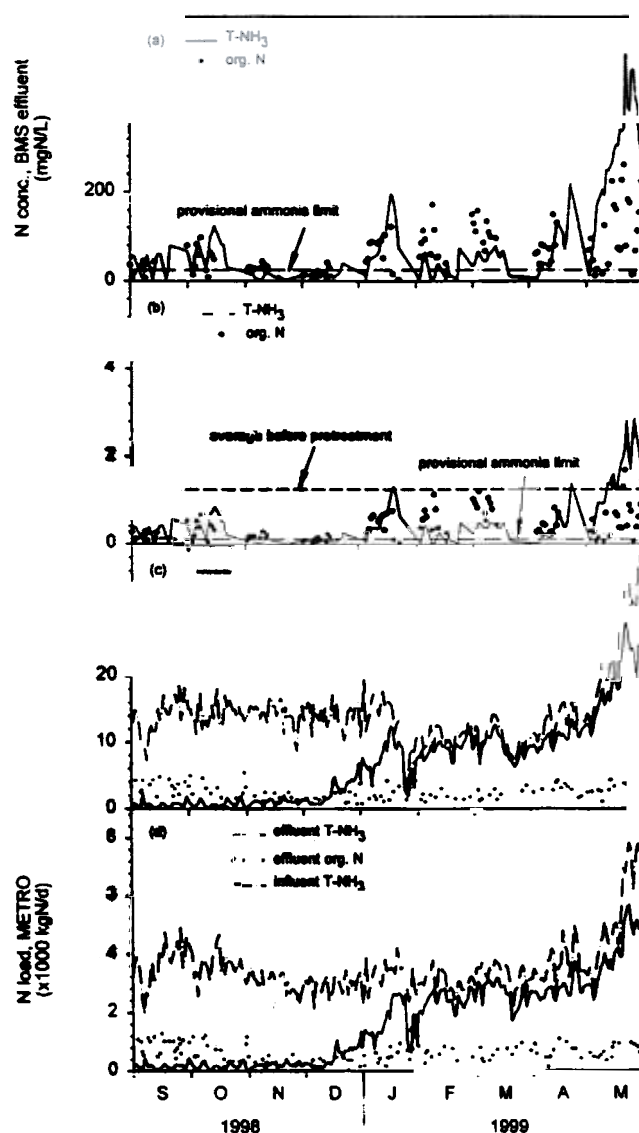 (a) T-NH3
org. N
N conc., BMS effluent
(mgN/L)
200
provisional ammonia limit
0
(b) T-NH3
org. N
4
average before pretreatment
2
provisional ammonia limit
0
(c)
20
10
0
(d) effluent T-NH3
effluent org. N
influent T-NH3
N load, METRO
(x1000 kgN/d)
4
2
0
S O N D J F M A M
1998 1999